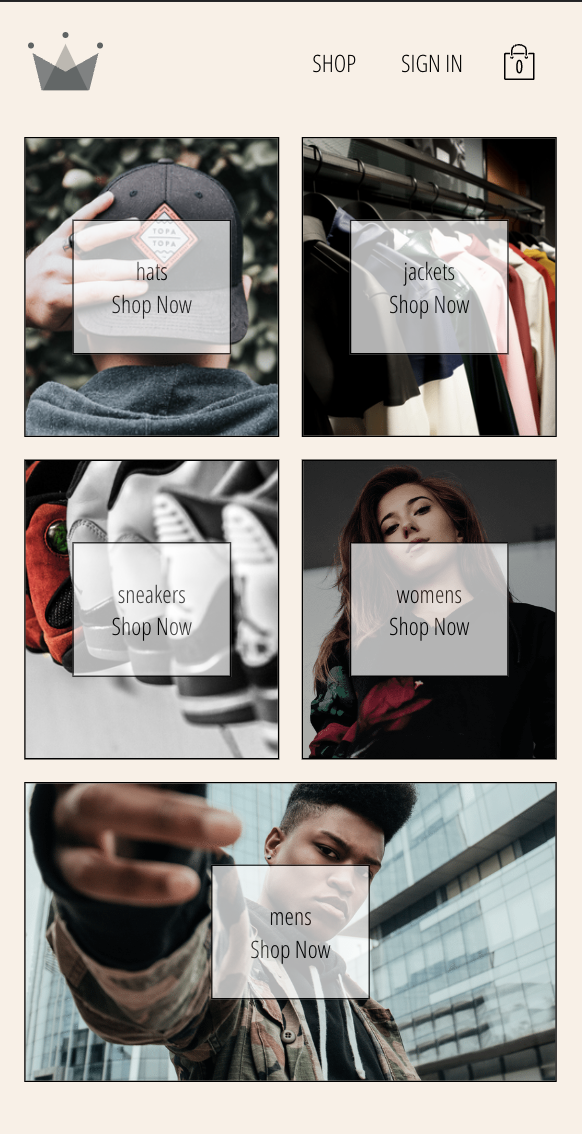 SHOP
SIGN IN
0
TOPA
TOPA
hats
Shop Now
jackets
Shop Now
sneakers
Shop Now
womens
Shop Now
mens
Shop Now